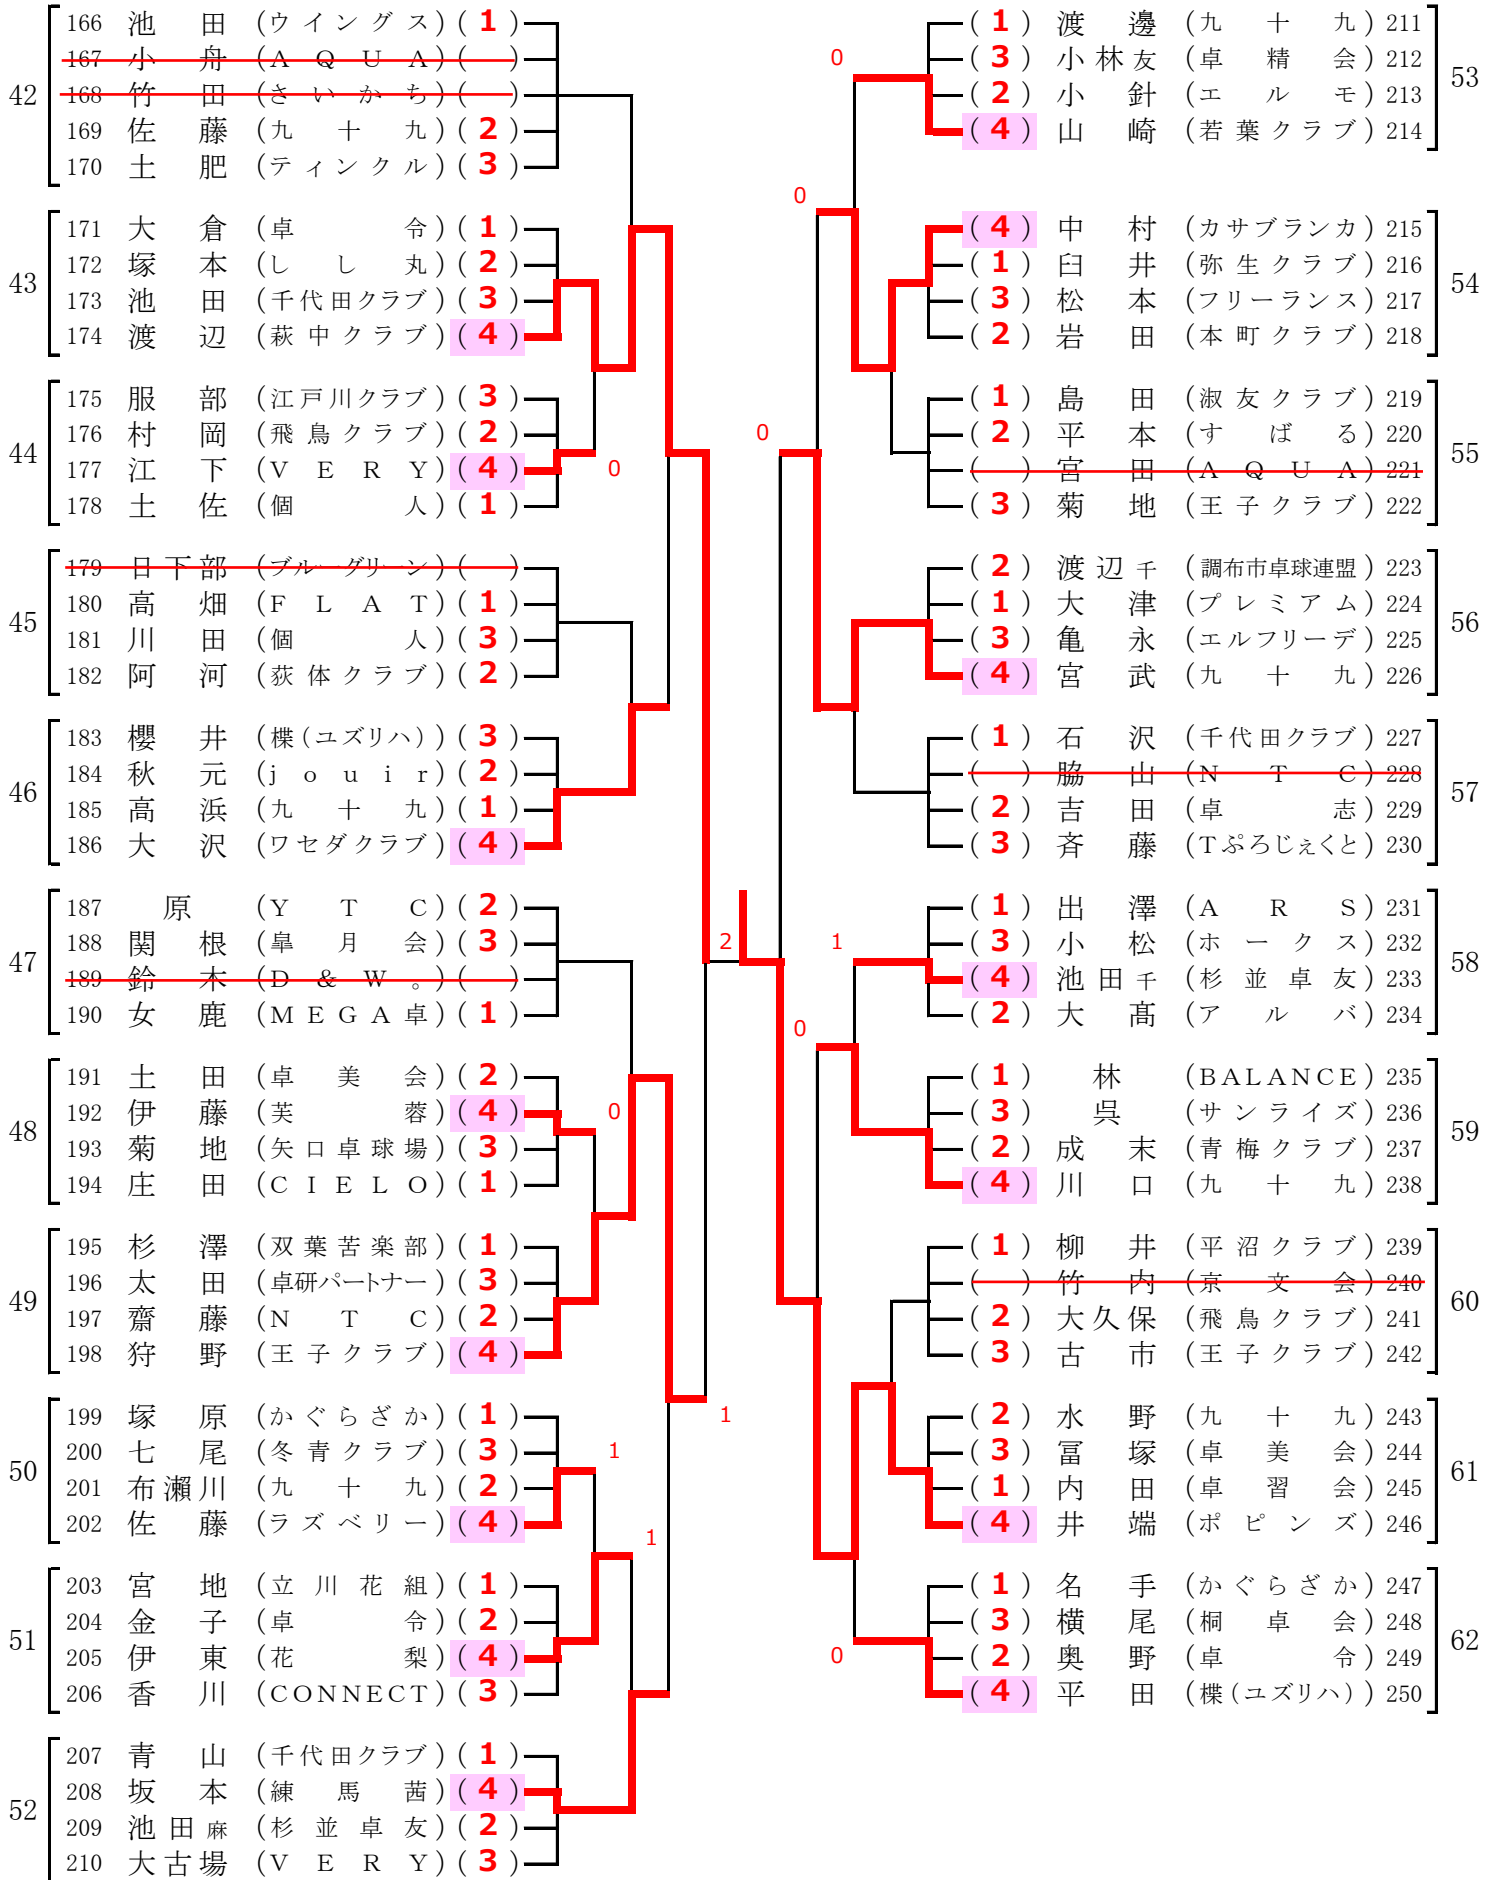 42
166 池田 (ウイングス) (1)
167 小舟 (AQUA) ( )
168 竹田 (さいかち) ( )
169 佐藤 (九十九) (2)
170 土肥 (ティンクル) (3)
43
171 大倉 (卓令) (1)
172 塚本 (しし丸) (2)
173 池田 (千代田クラブ) (3)
174 渡辺 (萩中クラブ) (4)
44
175 服部 (江戸川クラブ) (3)
176 村岡 (飛鳥クラブ) (2)
177 江下 (VERY) (4)
178 土佐 (個人) (1)
0
45
179 日下部 (ブルーグリーン) ( )
180 高畑 (FLAT) (1)
181 川田 (個人) (3)
182 阿河 (荻体クラブ) (2)
46
183 櫻井 (楪(ユズリハ)) (3)
184 秋元 (jouir) (2)
185 高浜 (九十九) (1)
186 大沢 (ワセダクラブ) (4)
47
187 原 (YTC) (2)
188 関根 (皐月会) (3)
189 鈴木 (D&W。) ( )
190 女鹿 (MEGA卓) (1)
2
48
191 土田 (卓美会) (2)
192 伊藤 (芙蓉) (4)
193 菊地 (矢口卓球場) (3)
194 庄田 (CIELO) (1)
0
49
195 杉澤 (双葉苦楽部) (1)
196 太田 (卓研パートナー) (3)
197 齋藤 (NTC) (2)
198 狩野 (王子クラブ) (4)
1
50
199 塚原 (かぐらざか) (1)
200 七尾 (冬青クラブ) (3)
201 布瀬川 (九十九) (2)
202 佐藤 (ラズベリー) (4)
1
1
51
203 宮地 (立川花組) (1)
204 金子 (卓令) (2)
205 伊東 (花梨) (4)
206 香川 (CONNECT) (3)
52
207 青山 (千代田クラブ) (1)
208 坂本 (練馬茜) (4)
209 池田麻 (杉並卓友) (2)
210 大古場 (VERY) (3)
0
(1) 渡邊 (九十九) 211
(3) 小林友 (卓精会) 212
(2) 小針 (エルモ) 213
(4) 山崎 (若葉クラブ) 214
53
0
(4) 中村 (カサブランカ) 215
(1) 臼井 (弥生クラブ) 216
(3) 松本 (フリーランス) 217
(2) 岩田 (本町クラブ) 218
54
0
(1) 島田 (淑友クラブ) 219
(2) 平本 (すばる) 220
( ) 宮田 (AQUA) 221
(3) 菊地 (王子クラブ) 222
55
(2) 渡辺千 (調布市卓球連盟) 223
(1) 大津 (プレミアム) 224
(3) 亀永 (エルフリーデ) 225
(4) 宮武 (九十九) 226
56
(1) 石沢 (千代田クラブ) 227
( ) 脇山 (NTC) 228
(2) 吉田 (卓志) 229
(3) 斉藤 (Tぷろじぇくと) 230
57
1
(1) 出澤 (ARS) 231
(3) 小松 (ホークス) 232
(4) 池田千 (杉並卓友) 233
(2) 大髙 (アルバ) 234
58
0
(1) 林 (BALANCE) 235
(3) 呉 (サンライズ) 236
(2) 成末 (青梅クラブ) 237
(4) 川口 (九十九) 238
59
(1) 柳井 (平沼クラブ) 239
( ) 竹内 (京文会) 240
(2) 大久保 (飛鳥クラブ) 241
(3) 古市 (王子クラブ) 242
60
(2) 水野 (九十九) 243
(3) 冨塚 (卓美会) 244
(1) 内田 (卓習会) 245
(4) 井端 (ポピンズ) 246
61
0
(1) 名手 (かぐらざか) 247
(3) 横尾 (桐卓会) 248
(2) 奥野 (卓令) 249
(4) 平田 (楪(ユズリハ)) 250
62